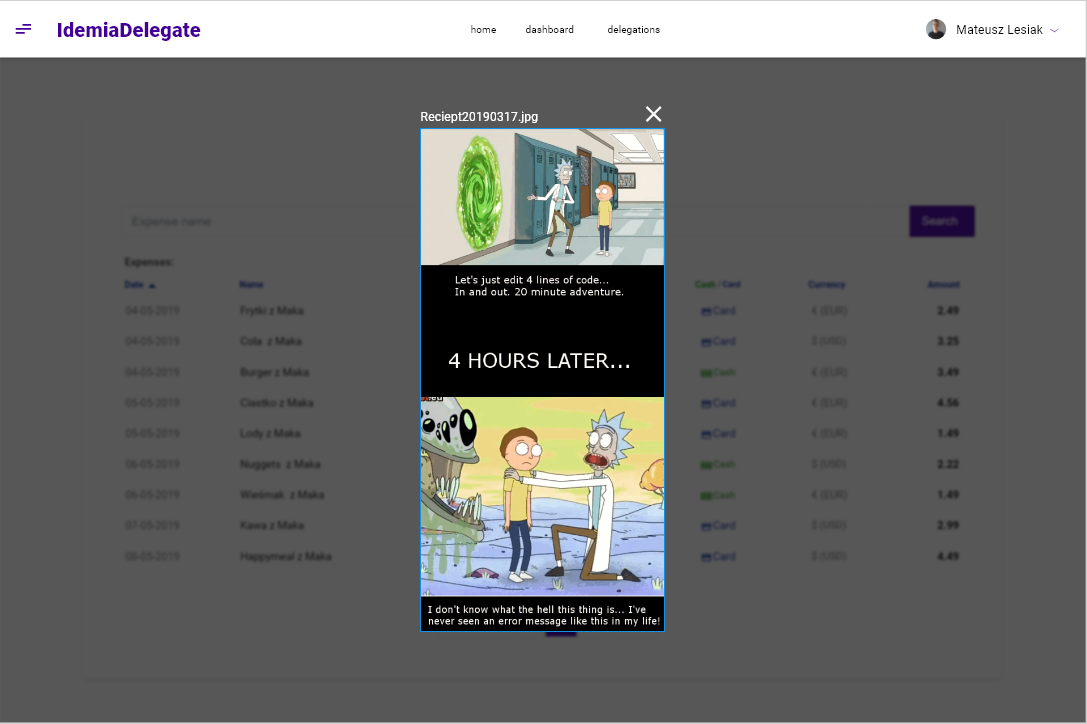 IdemiaDelegate
home dashboard delegations
Mateusz Lesiak
Reciept20190317.jpg
Expense name
Search
Let's just edit 4 lines of code...
In and out. 20 minute adventure.
4 HOURS LATER...
I don't know what the hell this thing is... I've
never seen an error message like this in my life!
Expenses:
Date Name Cash / Card Currency Amount
04-05-2019 Frytki z Maka Card € (EUR) 2.49
04-05-2019 Cola z Maka Card $ (USD) 3.25
04-05-2019 Burger z Maka Cash € (EUR) 3.49
05-05-2019 Ciastko z Maka Card € (EUR) 4.56
05-05-2019 Lody z Maka Card € (EUR) 1.49
06-05-2019 Nuggets z Maka Cash $ (USD) 2.22
06-05-2019 Wieśmak z Maka Cash € (EUR) 1.49
07-05-2019 Kawa z Maka Card $ (USD) 2.99
08-05-2019 Happymeal z Maka Card $ (USD) 4.49